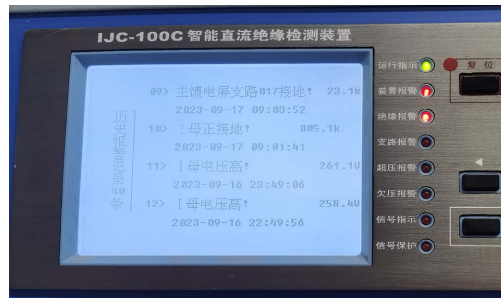 IJC-100C 智能直流绝缘检测装置
历史报警记录40条
09> 主馈电屏支路017接地! 23.1k
2023-09-17 09:03:52
10> Ⅰ母正接地! 005.1k
2023-09-17 09:01:41
11> Ⅰ母电压高! 261.1V
2023-09-16 23:49:06
12> Ⅰ母电压高! 258.4V
2023-09-16 22:49:56
运行指示
装置报警
绝缘报警
支路报警
超压报警
欠压报警
信号指示
信号保护
复位